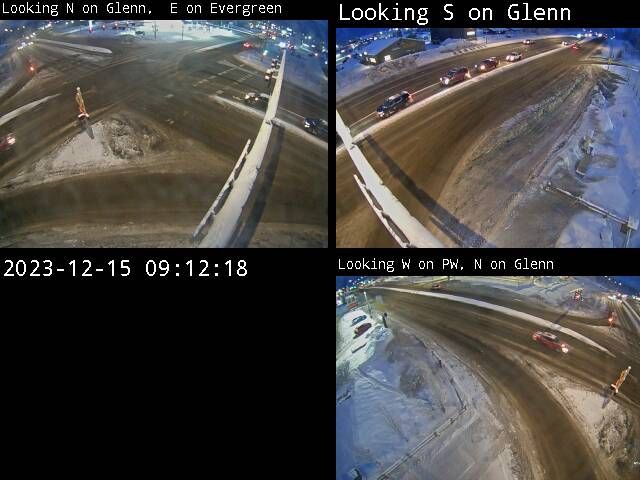 Looking N on Glenn,  E on Evergreen
Looking S on Glenn
2023-12-15 09:12:18
Looking W on PW, N on Glenn